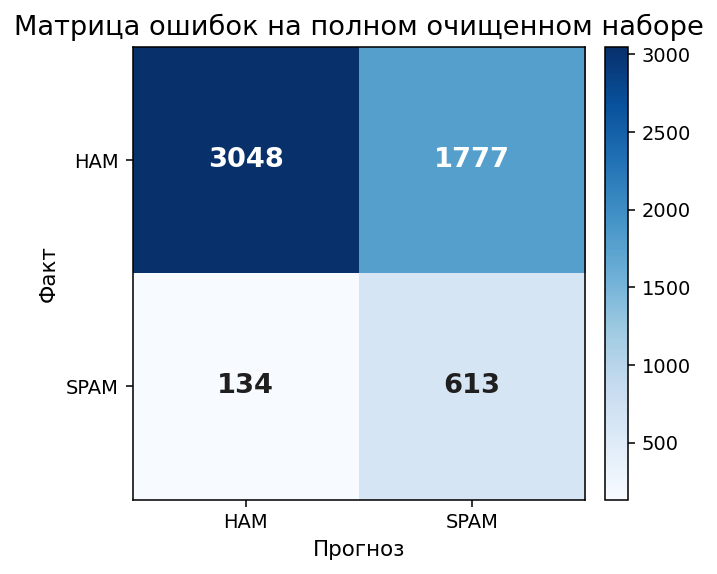 Матрица ошибок на полном очищенном наборе
3000
2500
2000
1500
1000
500
HAM
SPAM
Факт
3048
1777
134
613
HAM
SPAM
Прогноз